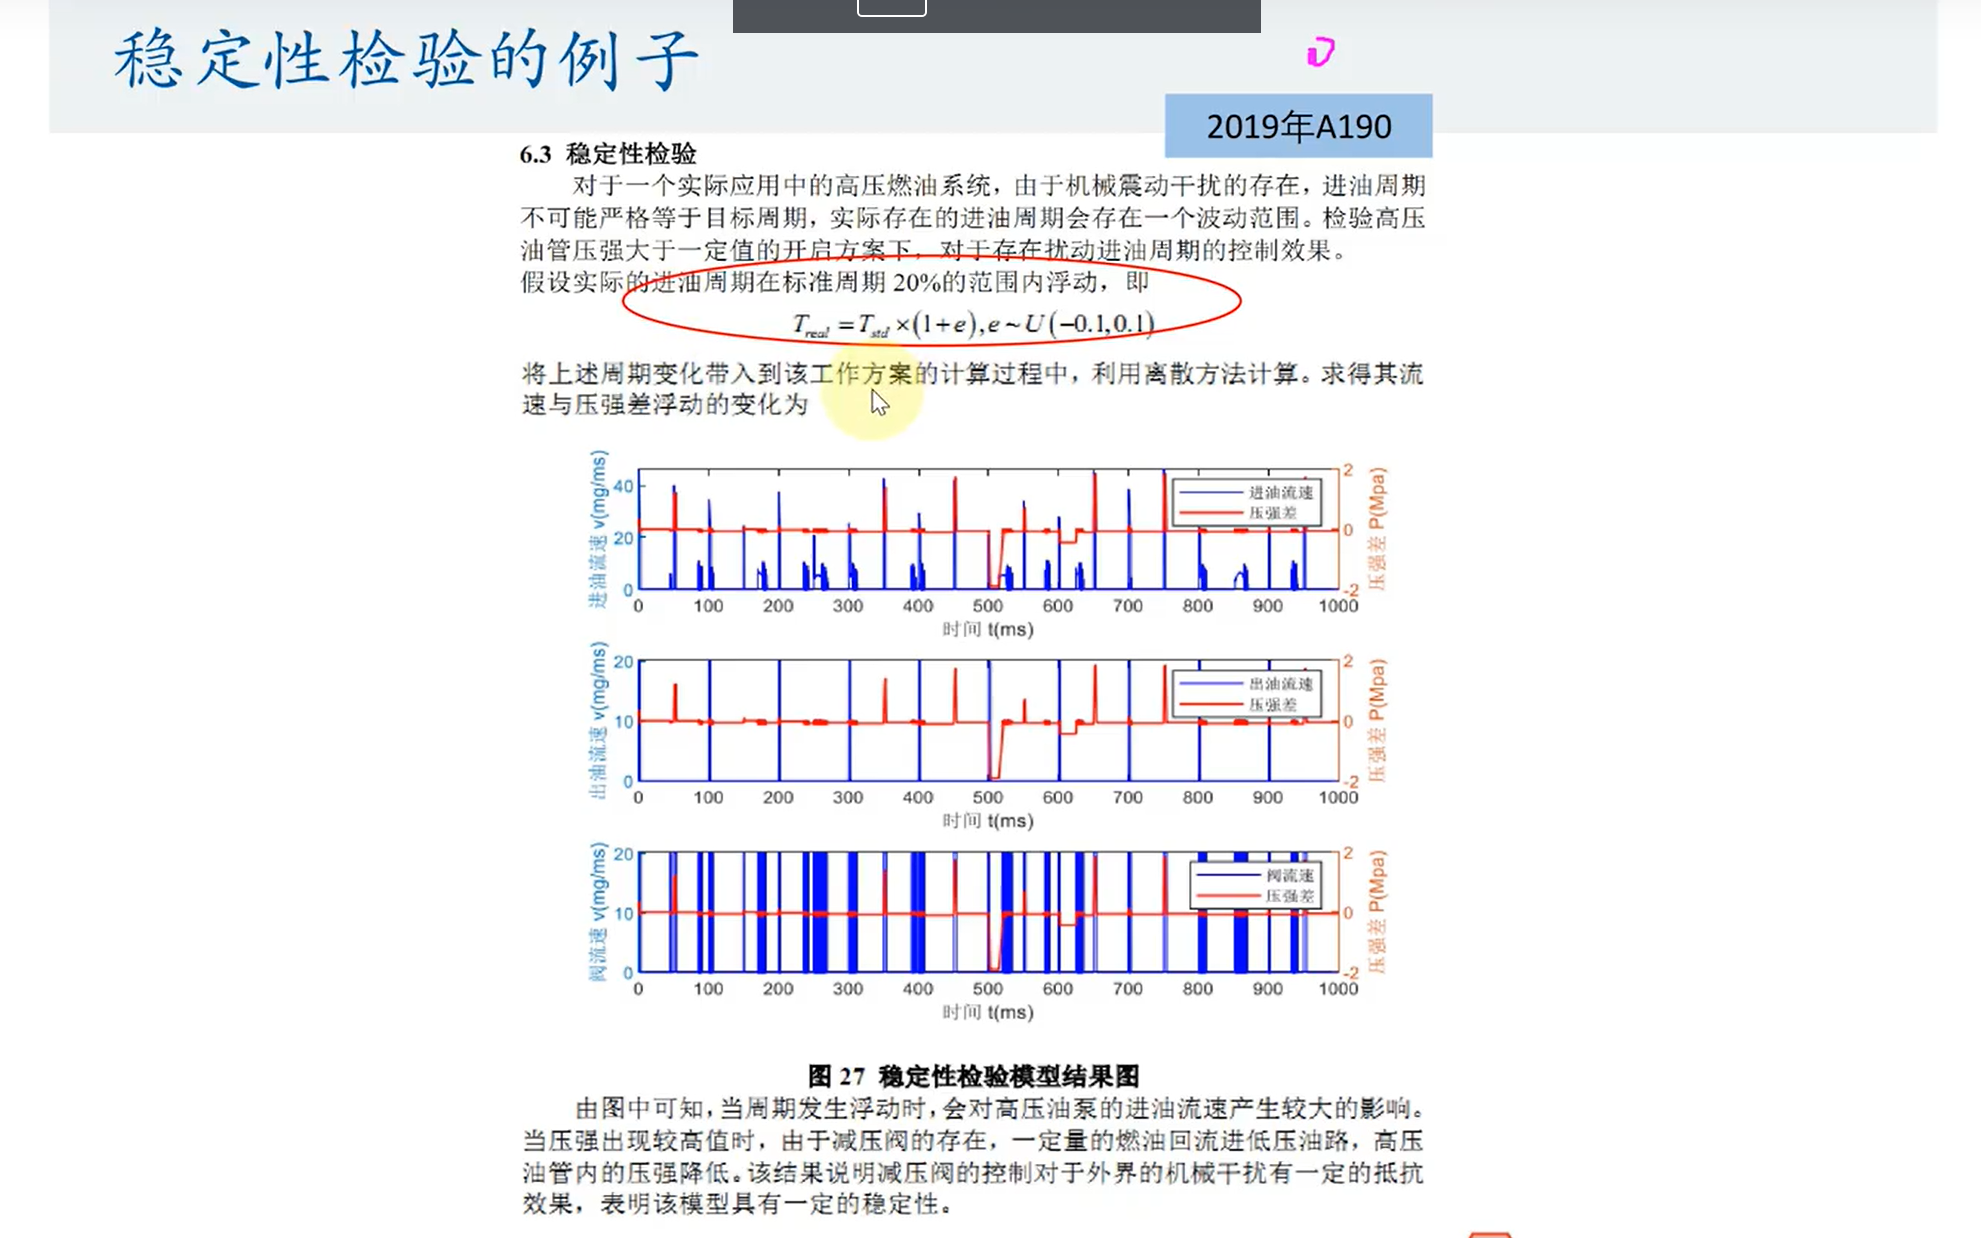 稳定性检验的例子
2019年A190
6.3 稳定性检验
对于一个实际应用中的高压燃油系统，由于机械震动干扰的存在，进油周期
不可能严格等于目标周期，实际存在的进油周期会存在一个波动范围。检验高压
油管压强大于一定值的开启方案下，对于存在扰动进油周期的控制效果。
假设实际的进油周期在标准周期 20%的范围内浮动，即
T_real = T_std ×(1+e), e ~ U(−0.1, 0.1)
将上述周期变化带入到该工作方案的计算过程中，利用离散方法计算。求得其流
速与压强差浮动的变化为
进油流速 v(mg/ms)
40
20
0
进油流速
压强差
2
0
-2
压强差 P(Mpa)
0 100 200 300 400 500 600 700 800 900 1000
时间 t(ms)
出油流速 v(mg/ms)
20
10
0
出油流速
压强差
2
0
-2
压强差 P(Mpa)
0 100 200 300 400 500 600 700 800 900 1000
时间 t(ms)
阀流速 v(mg/ms)
20
10
0
阀流速
压强差
2
0
-2
压强差 P(Mpa)
0 100 200 300 400 500 600 700 800 900 1000
时间 t(ms)
图 27 稳定性检验模型结果图
由图中可知，当周期发生浮动时，会对高压油泵的进油流速产生较大的影响。
当压强出现较高值时，由于减压阀的存在，一定量的燃油回流进低压油路，高压
油管内的压强降低。该结果说明减压阀的控制对于外界的机械干扰有一定的抵抗
效果，表明该模型具有一定的稳定性。